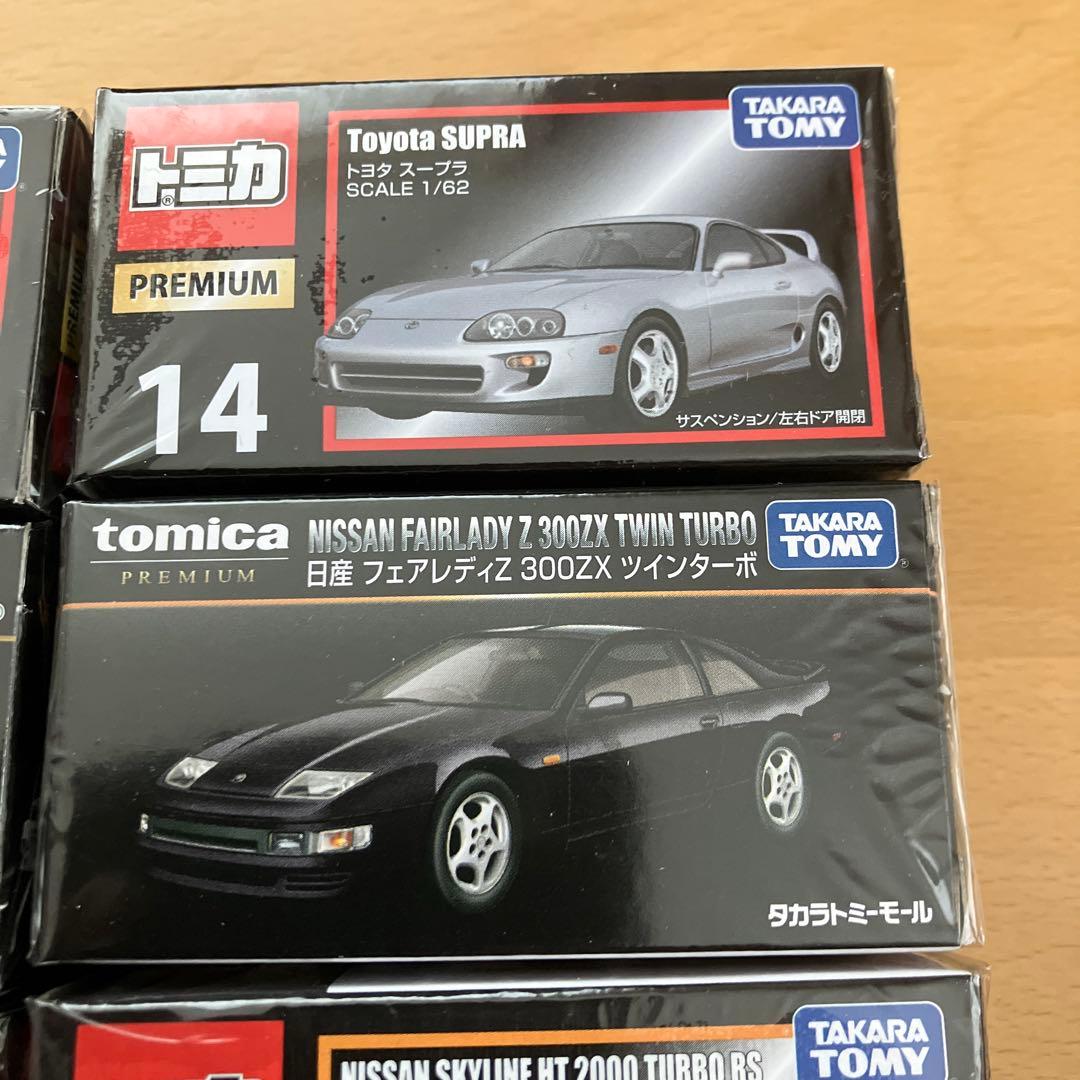 トミカ®
PREMIUM
14
Toyota SUPRA
トヨタ スープラ
SCALE 1/62
TAKARA
TOMY
サスペンション/左右ドア開閉
PREMIUM
tomica
PREMIUM
NISSAN FAIRLADY Z 300ZX TWIN TURBO
日産 フェアレディZ 300ZX ツインターボ
TAKARA
TOMY®
タカラトミーモール
NISSAN SKYLINE HT 2000 TURBO RS
TAKARA
TOMY